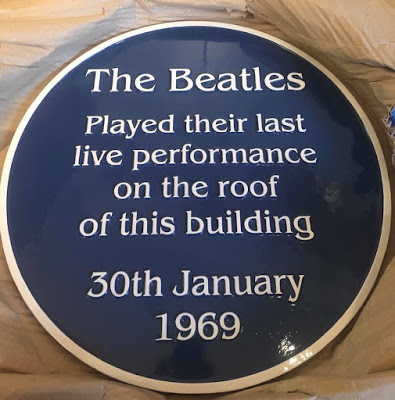 The Beatles
Played their last
live performance
on the roof
of this building
30th January
1969